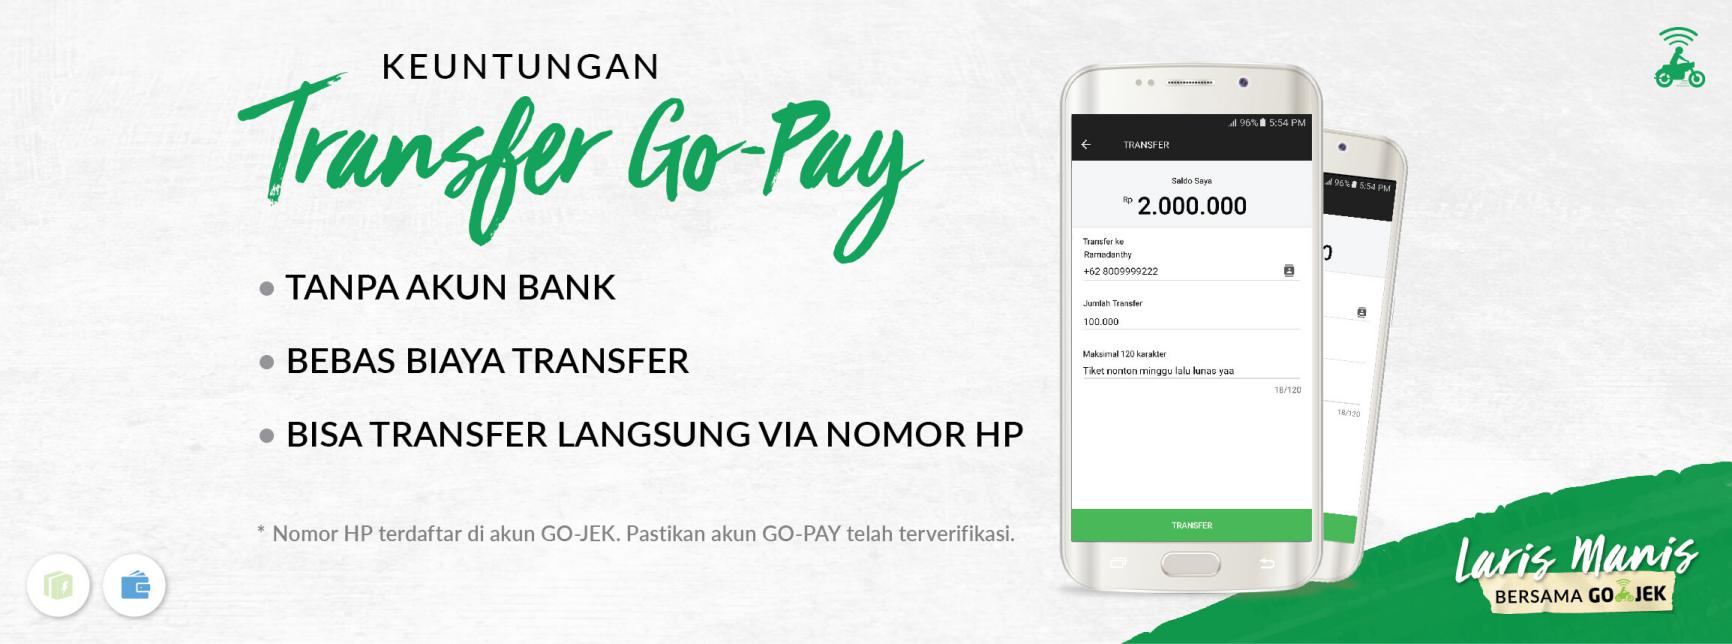 KEUNTUNGAN
Transfer Go-Pay
• TANPA AKUN BANK
• BEBAS BIAYA TRANSFER
• BISA TRANSFER LANGSUNG VIA NOMOR HP
* Nomor HP terdaftar di akun GO-JEK. Pastikan akun GO-PAY telah terverifikasi.
96% 5:54 PM
TRANSFER
Saldo Saya
Rp 2.000.000
Transfer ke
Ramadanthy
+62 8009999222
Jumlah Transfer
100.000
Maksimal 120 karakter
Tiket nonton minggu lalu lunas yaa
18/120
TRANSFER
96% 5:54 PM
0
18/120
Laris Manis
BERSAMA GO-JEK